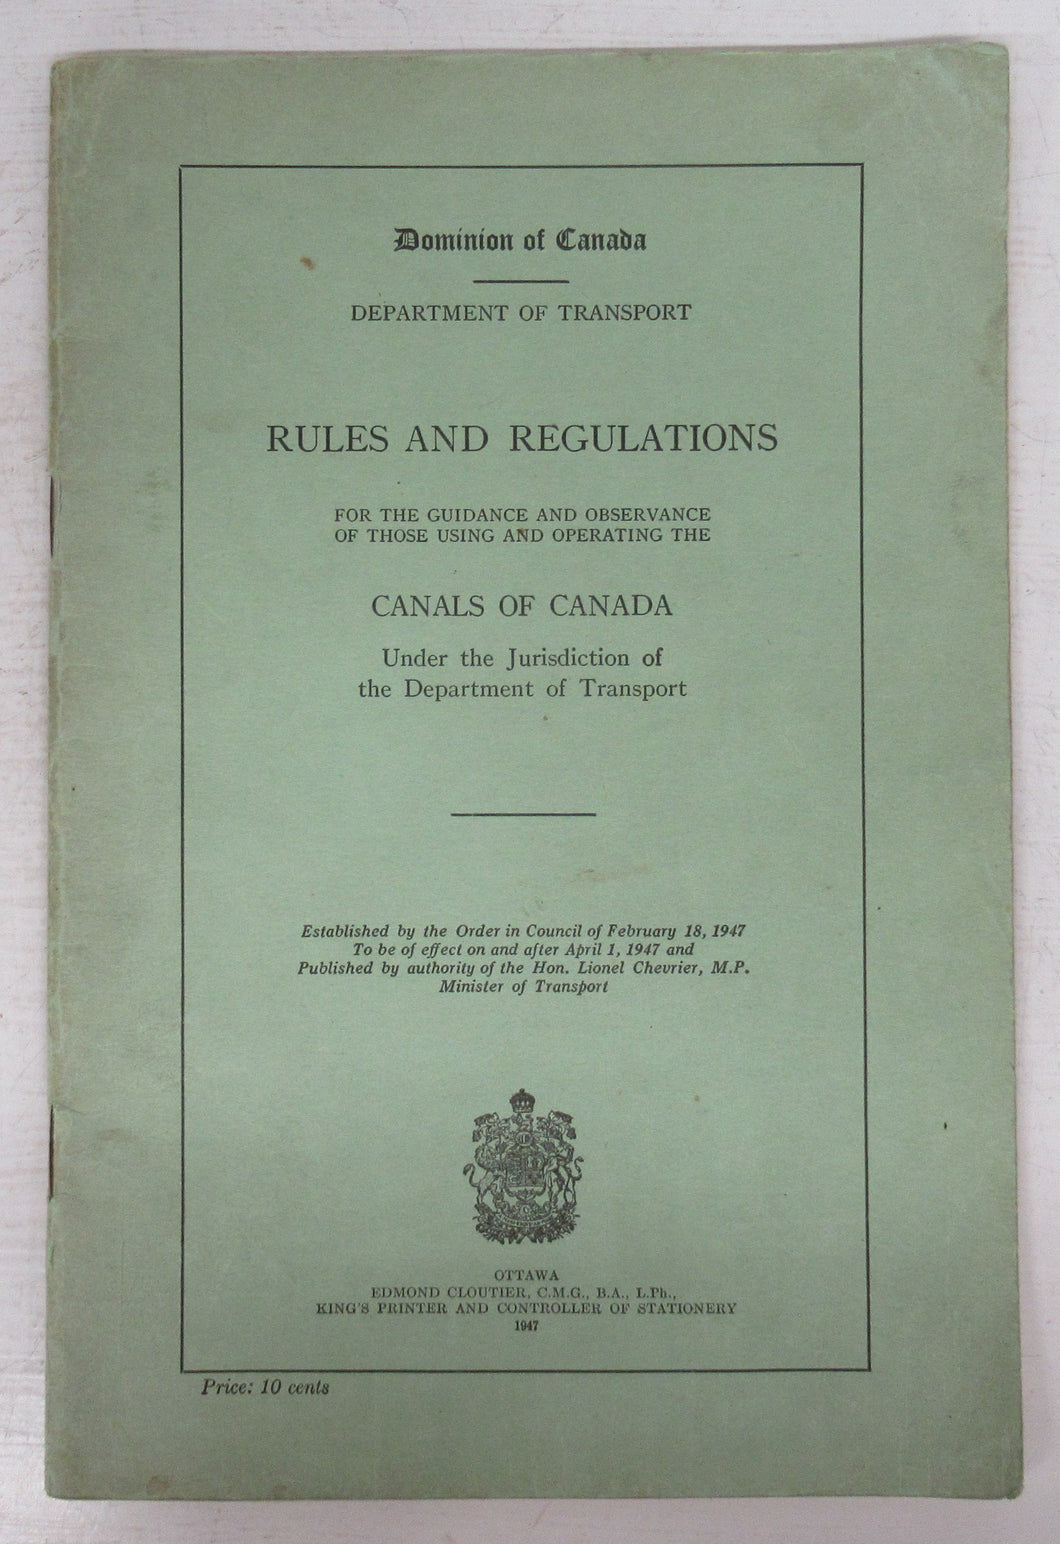 Dominion of Canada
DEPARTMENT OF TRANSPORT
RULES AND REGULATIONS
FOR THE GUIDANCE AND OBSERVANCE
OF THOSE USING AND OPERATING THE
CANALS OF CANADA
Under the Jurisdiction of
the Department of Transport
Established by the Order in Council of February 18, 1947
To be of effect on and after April 1, 1947 and
Published by authority of the Hon. Lionel Chevrier, M.P.
Minister of Transport
OTTAWA
EDMOND CLOUTIER, C.M.G., B.A., L.Ph.,
KING'S PRINTER AND CONTROLLER OF STATIONERY
1947
Price: 10 cents